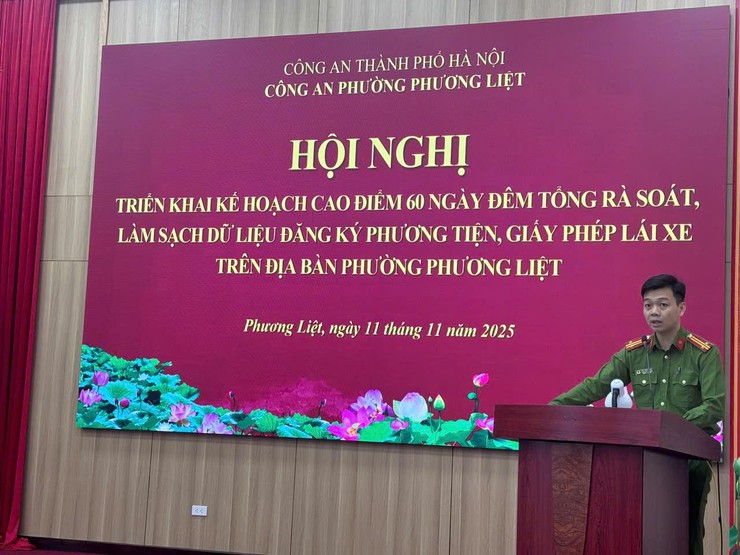 CÔNG AN THÀNH PHỐ HÀ NỘI
CÔNG AN PHƯỜNG PHƯƠNG LIỆT
HỘI NGHỊ
TRIỂN KHAI KẾ HOẠCH CAO ĐIỂM 60 NGÀY ĐÊM TỔNG RÀ SOÁT,
LÀM SẠCH DỮ LIỆU ĐĂNG KÝ PHƯƠNG TIỆN, GIẤY PHÉP LÁI XE
TRÊN ĐỊA BÀN PHƯỜNG PHƯƠNG LIỆT
Phương Liệt, ngày 11 tháng 11 năm 2025